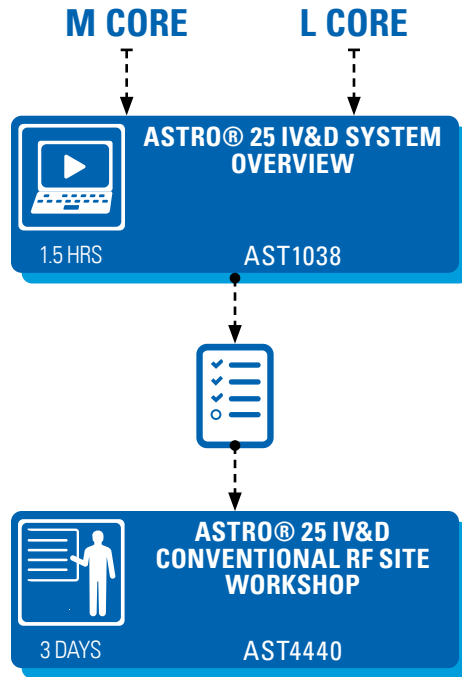 M CORE
L CORE
ASTRO® 25 IV&D SYSTEM
OVERVIEW
1.5 HRS
AST1038
ASTRO® 25 IV&D
CONVENTIONAL RF SITE
WORKSHOP
3 DAYS
AST4440